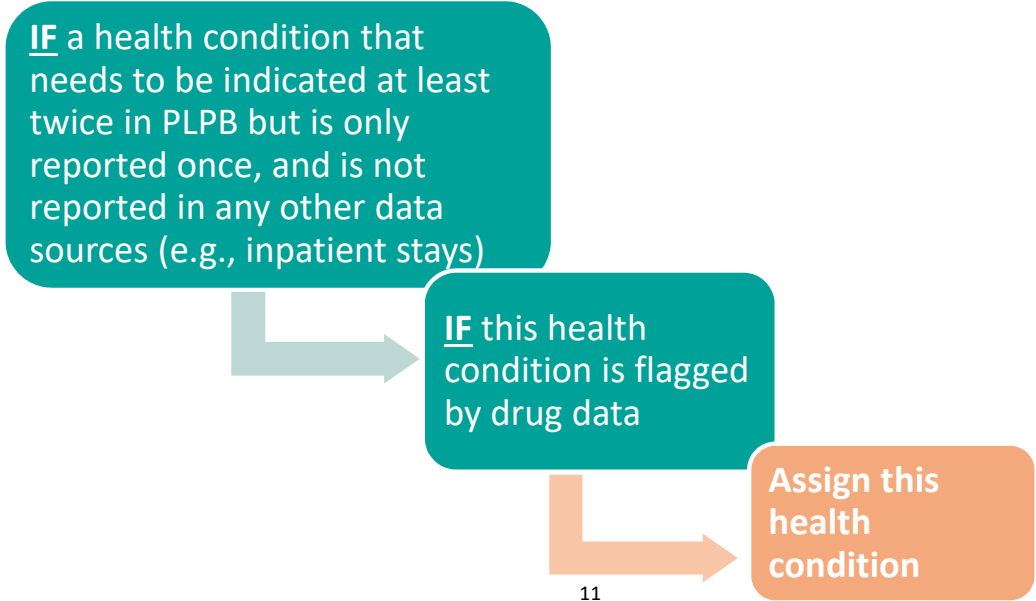 IF a health condition that
needs to be indicated at least
twice in PLPB but is only
reported once, and is not
reported in any other data
sources (e.g., inpatient stays)
IF this health
condition is flagged
by drug data
Assign this
health
condition
11